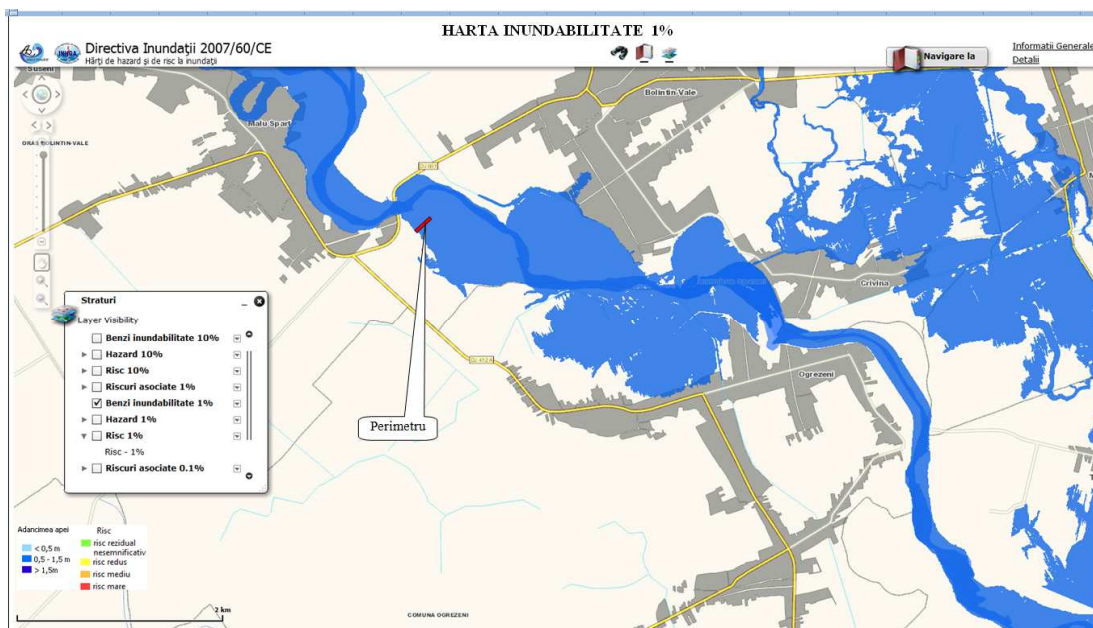 HARTA INUNDABILITATE 1%
Directiva Inundații 2007/60/CE
Hărți de hazard și de risc la inundații
Navigare la
Informatii Generale
Detalii
Suseni
Malu Spart
Bolintin Vale
ORAS BOLINTIN-VALE
Crivina
Ogrezeni
DJ 412 A
Perimetru
Straturi
Layer Visibility
Benzi inundabilitate 10%
Hazard 10%
Risc 10%
Riscuri asociate 1%
Benzi inundabilitate 1%
Hazard 1%
Risc 1%
Risc - 1%
Riscuri asociate 0.1%
Adancimea apei
< 0,5 m
0,5 - 1,5 m
> 1,5m
Risc
risc rezidual
nesemnificativ
risc redus
risc mediu
risc mare
2 km
COMUNA OGREZENI